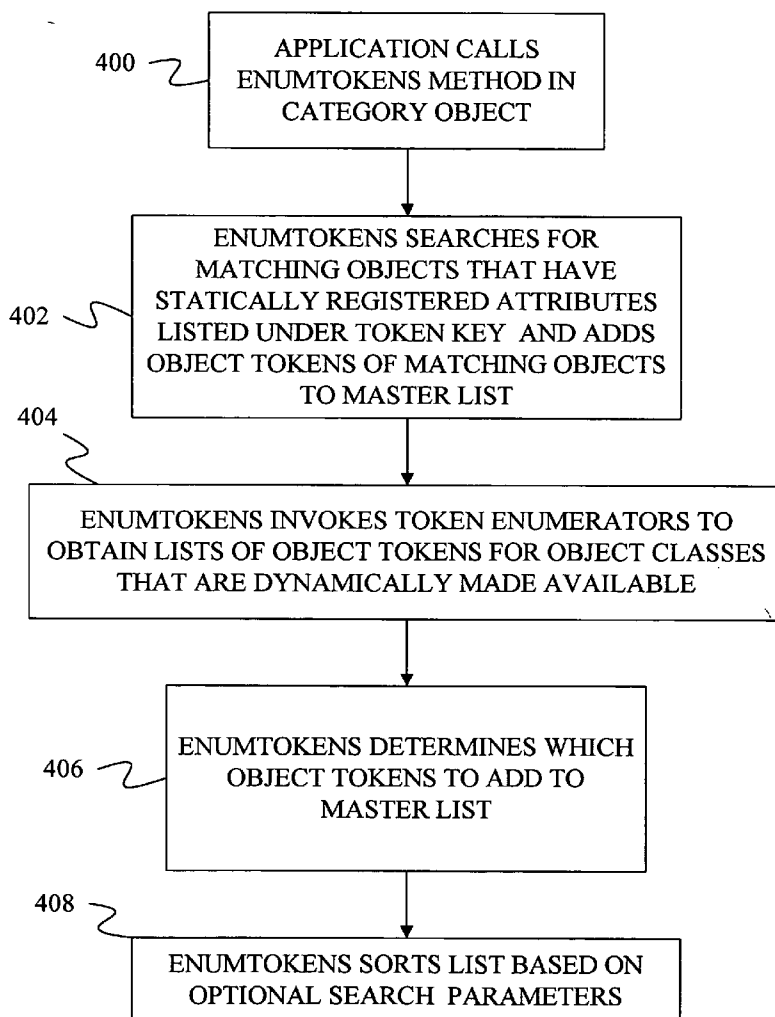 400
APPLICATION CALLS
ENUMTOKENS METHOD IN
CATEGORY OBJECT
402
ENUMTOKENS SEARCHES FOR
MATCHING OBJECTS THAT HAVE
STATICALLY REGISTERED ATTRIBUTES
LISTED UNDER TOKEN KEY AND ADDS
OBJECT TOKENS OF MATCHING OBJECTS
TO MASTER LIST
404
ENUMTOKENS INVOKES TOKEN ENUMERATORS TO
OBTAIN LISTS OF OBJECT TOKENS FOR OBJECT CLASSES
THAT ARE DYNAMICALLY MADE AVAILABLE
406
ENUMTOKENS DETERMINES WHICH
OBJECT TOKENS TO ADD TO
MASTER LIST
408
ENUMTOKENS SORTS LIST BASED ON
OPTIONAL SEARCH PARAMETERS